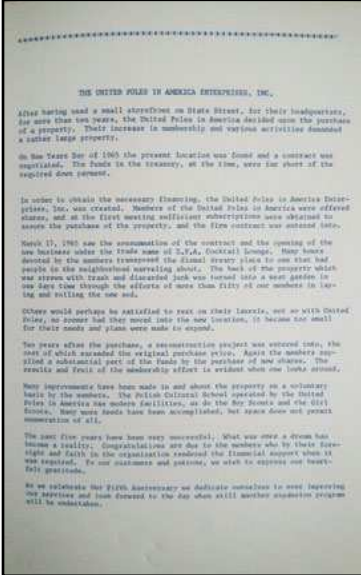 THE UNITED POLES IN AMERICA ENTERPRISES, INC.
After having used a small storefront on State Street, for their headquarters,
for more than ten years, the United Poles in America decided upon the purchase
of a property. Their increase in membership and various activities demanded
a rather large property.
On New Years Day of 1965 the present location was found and a contract was
negotiated. The funds in the treasury, at the time, were far short of the
required down payment.
In order to obtain the necessary financing, the United Poles in America Enter-
prises, Inc. was created. Members of the United Poles in America were offered
shares, and at the first meeting sufficient subscriptions were obtained to
assure the purchase of the property, and the firm contract was entered into.
March 17, 1965 saw the consummation of the contract and the opening of the
new business under the trade name of Cocktail Lounge. Many hours
devoted by the members the dismal dreary place to one that had
people in the neighborhood marveling about. The back of the property which
was strewn with trash and discarded junk was turned into a neat garden in
one days time through the efforts of more than fifty of our members in lay-
ing and rolling the new sod.
Others would perhaps be satisfied to rest on their laurels, not so with United
Poles, no sooner had they moved into the new location, it became too small
for their needs and plans were made to expand.
Two years after the purchase, a reconstruction project was entered into, the
cost of which exceeded the original purchase price. Again the members sup-
plied a substantial part of the funds by the purchase of new shares. The
results and fruit of the membership effort is evident when one looks around.
Many improvements have been made in and about the property on a voluntary
basis by the members. The Polish Cultural School operated by the United
Poles in America has modern facilities, as do the Boy Scouts and the Girl
Scouts. Many more have been accomplished, but space does not permit
enumeration of all.
The past five years have been very successful. What was once a dream has
become a reality. Congratulations are due to the members who by their fore-
sight and faith in the organization rendered the financial support when it
was required. To our customers and patrons, we wish to express our heart-
felt gratitude.
As we celebrate our Fifth Anniversary we dedicate ourselves to ever improving
our services and look forward to the day when still another expansion program
will be undertaken.